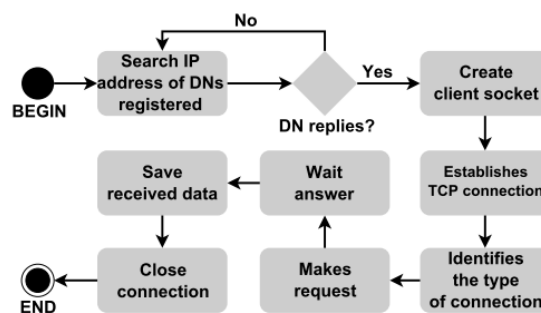 No
Search IP
address of DNs
registered
BEGIN
Yes
DN replies?
Create
client socket
Save
received data
Wait
answer
Establishes
TCP connection
Close
connection
END
Makes
request
Identifies
the type
of connection